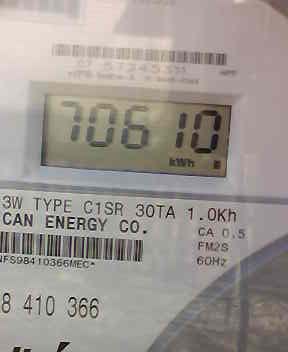 70610
kWh
3W TYPE C1SR 30TA 1.0Kh
CAN ENERGY CO.
CA 0.5
FM2S
60Hz
NFS98410366MEC*
8 410 366